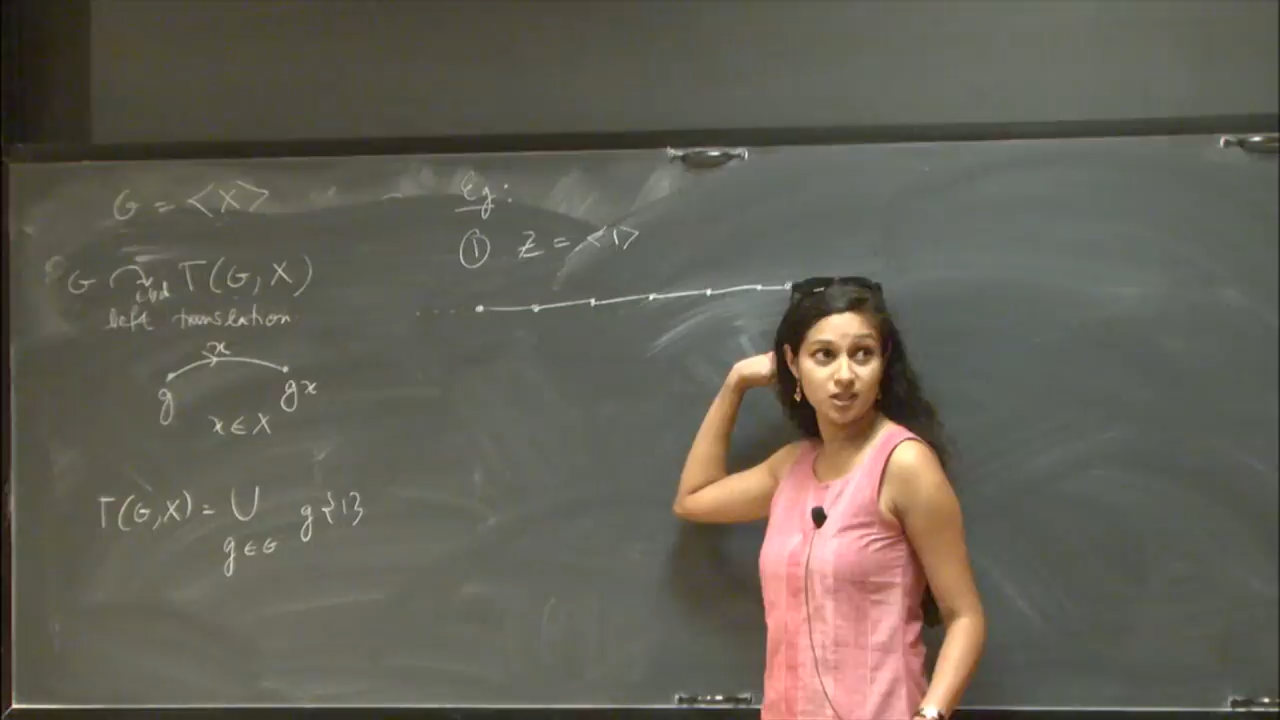 G = <X>
G ↷ Γ(G, X)
left translation
x
g
gx
x ∈ X
Γ(G,X) = ∪ g{1}
g ∈ G
Eg:
① Z = <1>
....